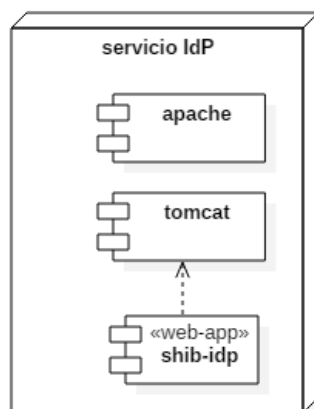 servicio IdP
apache
tomcat
«web-app»
shib-idp